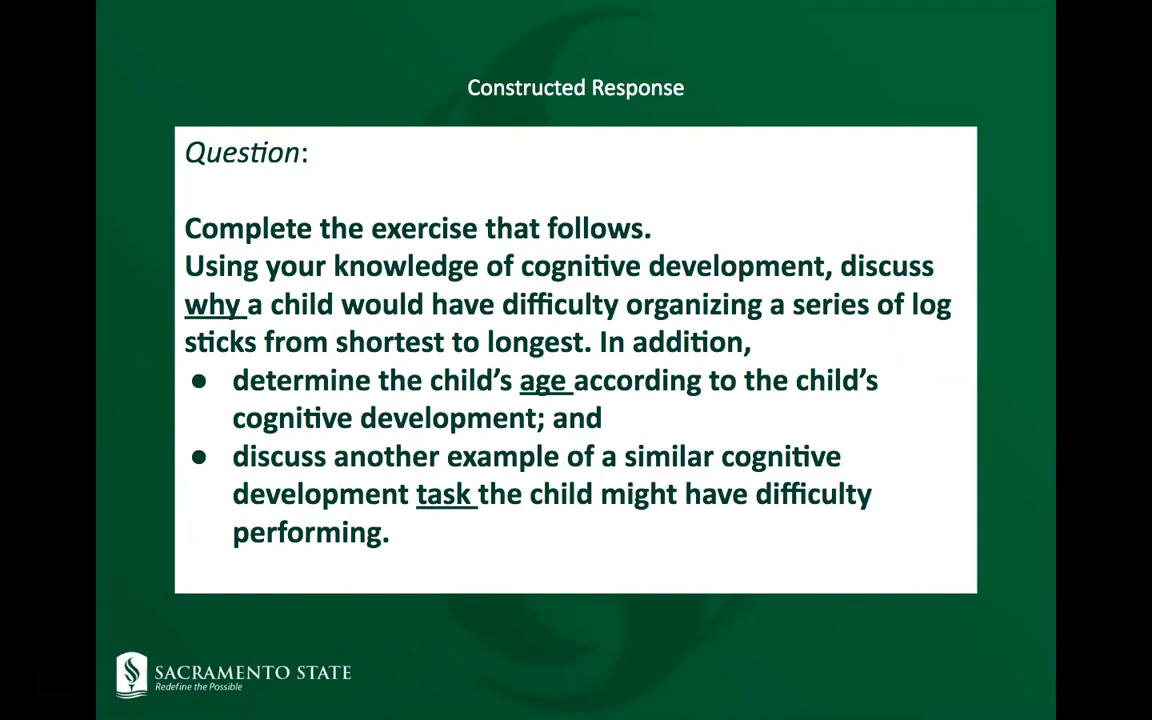 Constructed Response
Question:
Complete the exercise that follows.
Using your knowledge of cognitive development, discuss
why a child would have difficulty organizing a series of log
sticks from shortest to longest. In addition,
● determine the child’s age according to the child’s
cognitive development; and
● discuss another example of a similar cognitive
development task the child might have difficulty
performing.
SACRAMENTO STATE
Redefine the Possible